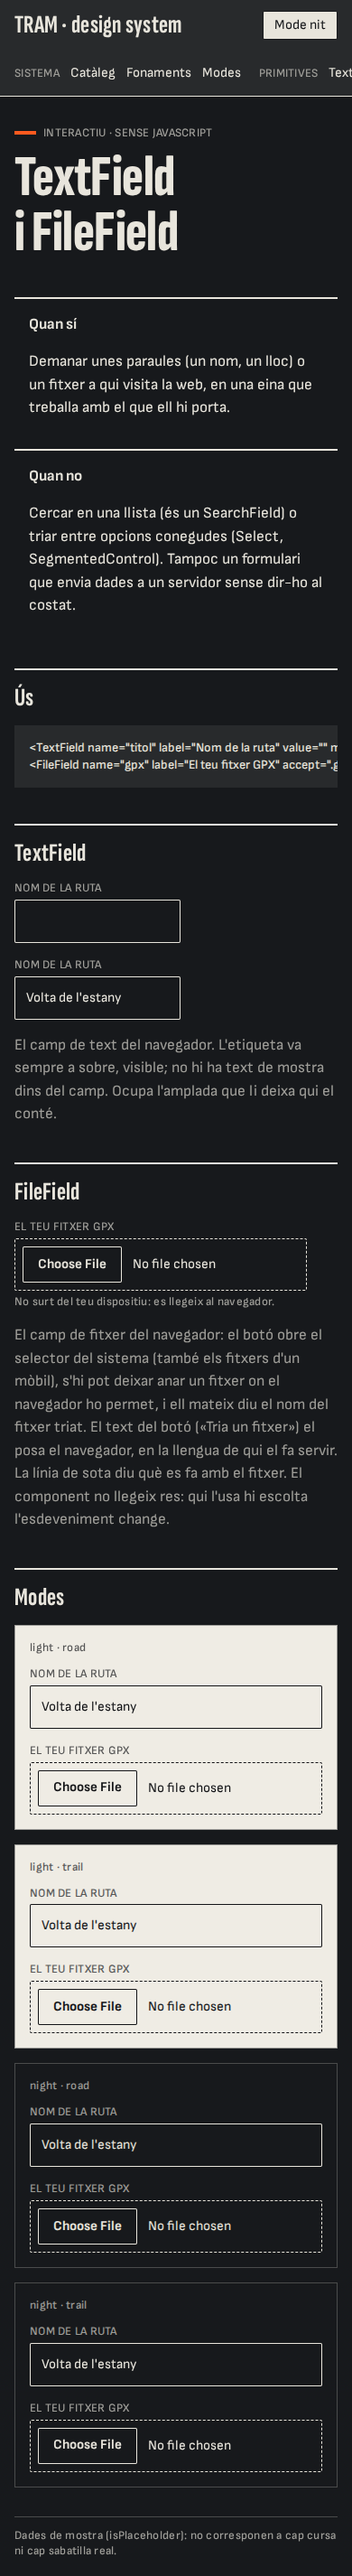 TRAM · design system
Mode nit
SISTEMA Catàleg Fonaments Modes PRIMITIVES Text
INTERACTIU · SENSE JAVASCRIPT
TextField
i FileField
Quan sí
Demanar unes paraules (un nom, un lloc) o
un fitxer a qui visita la web, en una eina que
treballa amb el que ell hi porta.
Quan no
Cercar en una llista (és un SearchField) o
triar entre opcions conegudes (Select,
SegmentedControl). Tampoc un formulari
que envia dades a un servidor sense dir-ho al
costat.
Ús
<TextField name="titol" label="Nom de la ruta" value="" m
<FileField name="gpx" label="El teu fitxer GPX" accept=".g
TextField
NOM DE LA RUTA
NOM DE LA RUTA
Volta de l'estany
El camp de text del navegador. L'etiqueta va
sempre a sobre, visible; no hi ha text de mostra
dins del camp. Ocupa l'amplada que li deixa qui el
conté.
FileField
EL TEU FITXER GPX
Choose File No file chosen
No surt del teu dispositiu: es llegeix al navegador.
El camp de fitxer del navegador: el botó obre el
selector del sistema (també els fitxers d'un
mòbil), s'hi pot deixar anar un fitxer on el
navegador ho permet, i ell mateix diu el nom del
fitxer triat. El text del botó («Tria un fitxer») el
posa el navegador, en la llengua de qui el fa servir.
La línia de sota diu què es fa amb el fitxer. El
component no llegeix res: qui l'usa hi escolta
l'esdeveniment change.
Modes
light · road
NOM DE LA RUTA
Volta de l'estany
EL TEU FITXER GPX
Choose File No file chosen
light · trail
NOM DE LA RUTA
Volta de l'estany
EL TEU FITXER GPX
Choose File No file chosen
night · road
NOM DE LA RUTA
Volta de l'estany
EL TEU FITXER GPX
Choose File No file chosen
night · trail
NOM DE LA RUTA
Volta de l'estany
EL TEU FITXER GPX
Choose File No file chosen
Dades de mostra (isPlaceholder): no corresponen a cap cursa
ni cap sabatilla real.